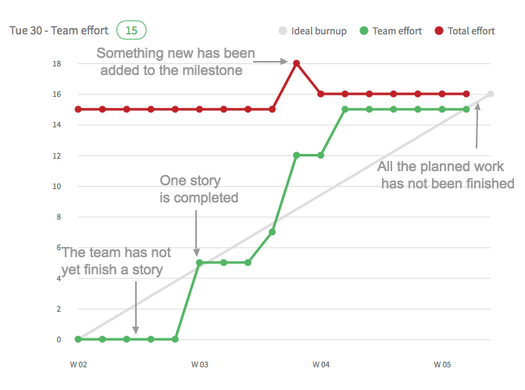 Tue 30 - Team effort 15
Ideal burnup Team effort Total effort
Something new has been
added to the milestone
18
16
14
12
10
8
6
4
2
0
All the planned work
has not been finished
One story
is completed
The team has not
yet finish a story
W 02 W 03 W 04 W 05